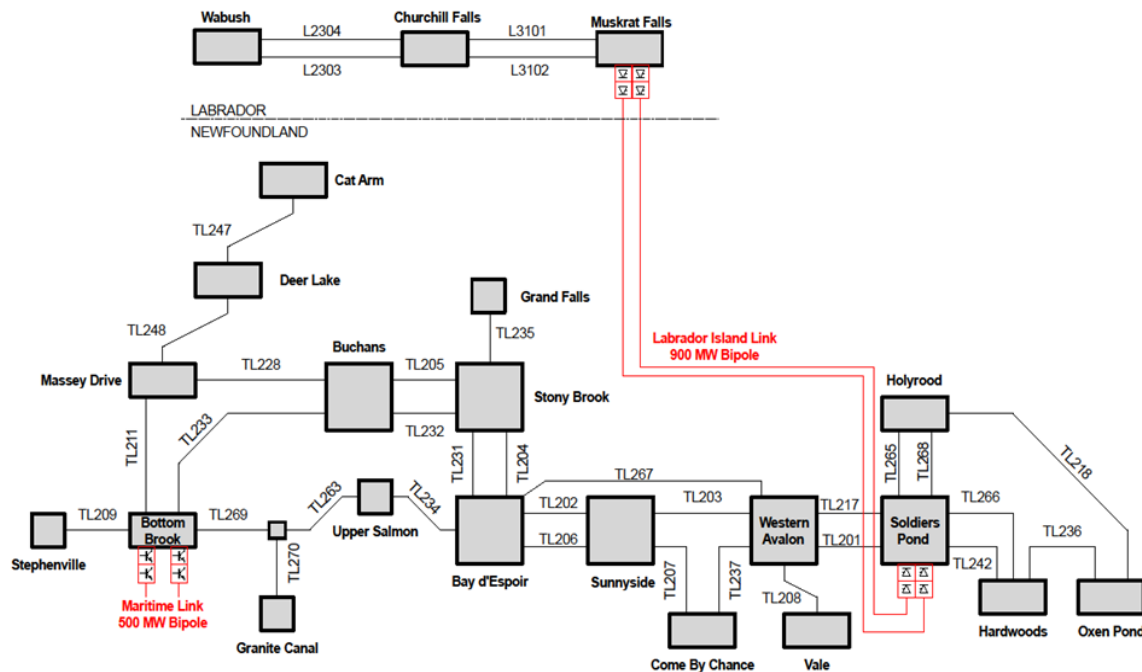 Wabush
Churchill Falls
Muskrat Falls
L2304
L3101
L2303
L3102
LABRADOR
NEWFOUNDLAND
Cat Arm
TL247
Deer Lake
Grand Falls
TL248
TL235
Labrador Island Link
900 MW Bipole
Buchans
Massey Drive
TL228
TL205
Stony Brook
Holyrood
TL211
TL233
TL232
TL231
TL204
TL265
TL268
TL218
TL263
TL234
TL267
TL209
Bottom
Brook
TL269
Upper Salmon
TL202
TL203
Western
Avalon
TL217
Soldiers
Pond
TL266
TL206
TL201
TL236
Stephenville
TL270
Bay d'Espoir
Sunnyside
TL207
TL237
TL242
TL208
Maritime Link
500 MW Bipole
Granite Canal
Come By Chance
Vale
Hardwoods
Oxen Pond